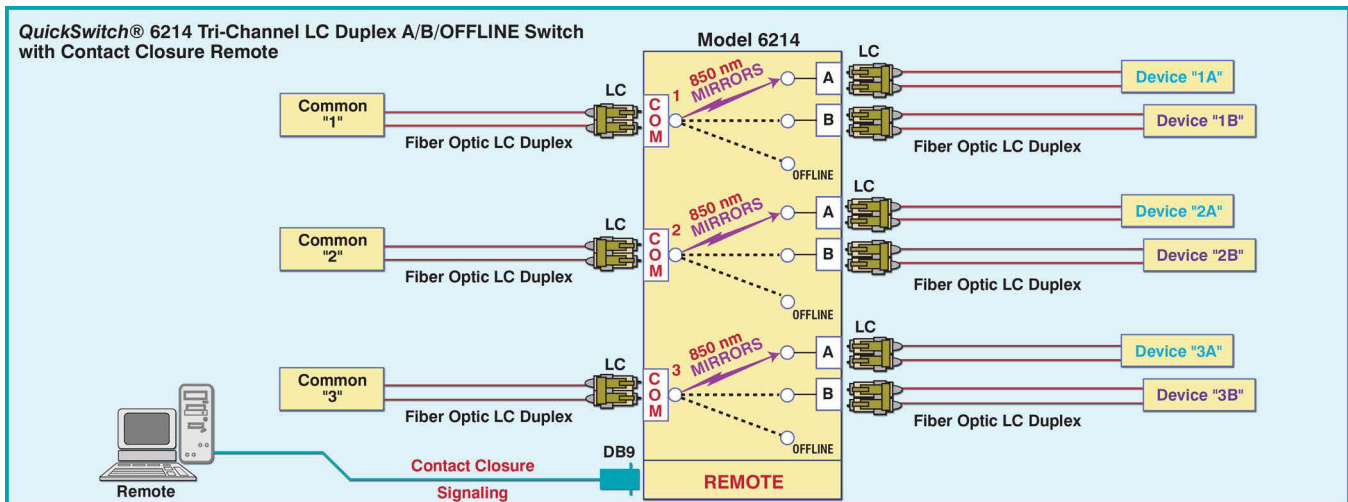 QuickSwitch® 6214 Tri-Channel LC Duplex A/B/OFFLINE Switch
with Contact Closure Remote
Model 6214
Common
"1"
LC
Fiber Optic LC Duplex
COM
1
850 nm
MIRRORS
A
B
OFFLINE
LC
Device "1A"
Device "1B"
Fiber Optic LC Duplex
Common
"2"
LC
Fiber Optic LC Duplex
COM
2
850 nm
MIRRORS
A
B
OFFLINE
LC
Device "2A"
Device "2B"
Fiber Optic LC Duplex
Common
"3"
LC
Fiber Optic LC Duplex
COM
3
850 nm
MIRRORS
A
B
OFFLINE
LC
Device "3A"
Device "3B"
Fiber Optic LC Duplex
Remote
Contact Closure
Signaling
DB9
REMOTE